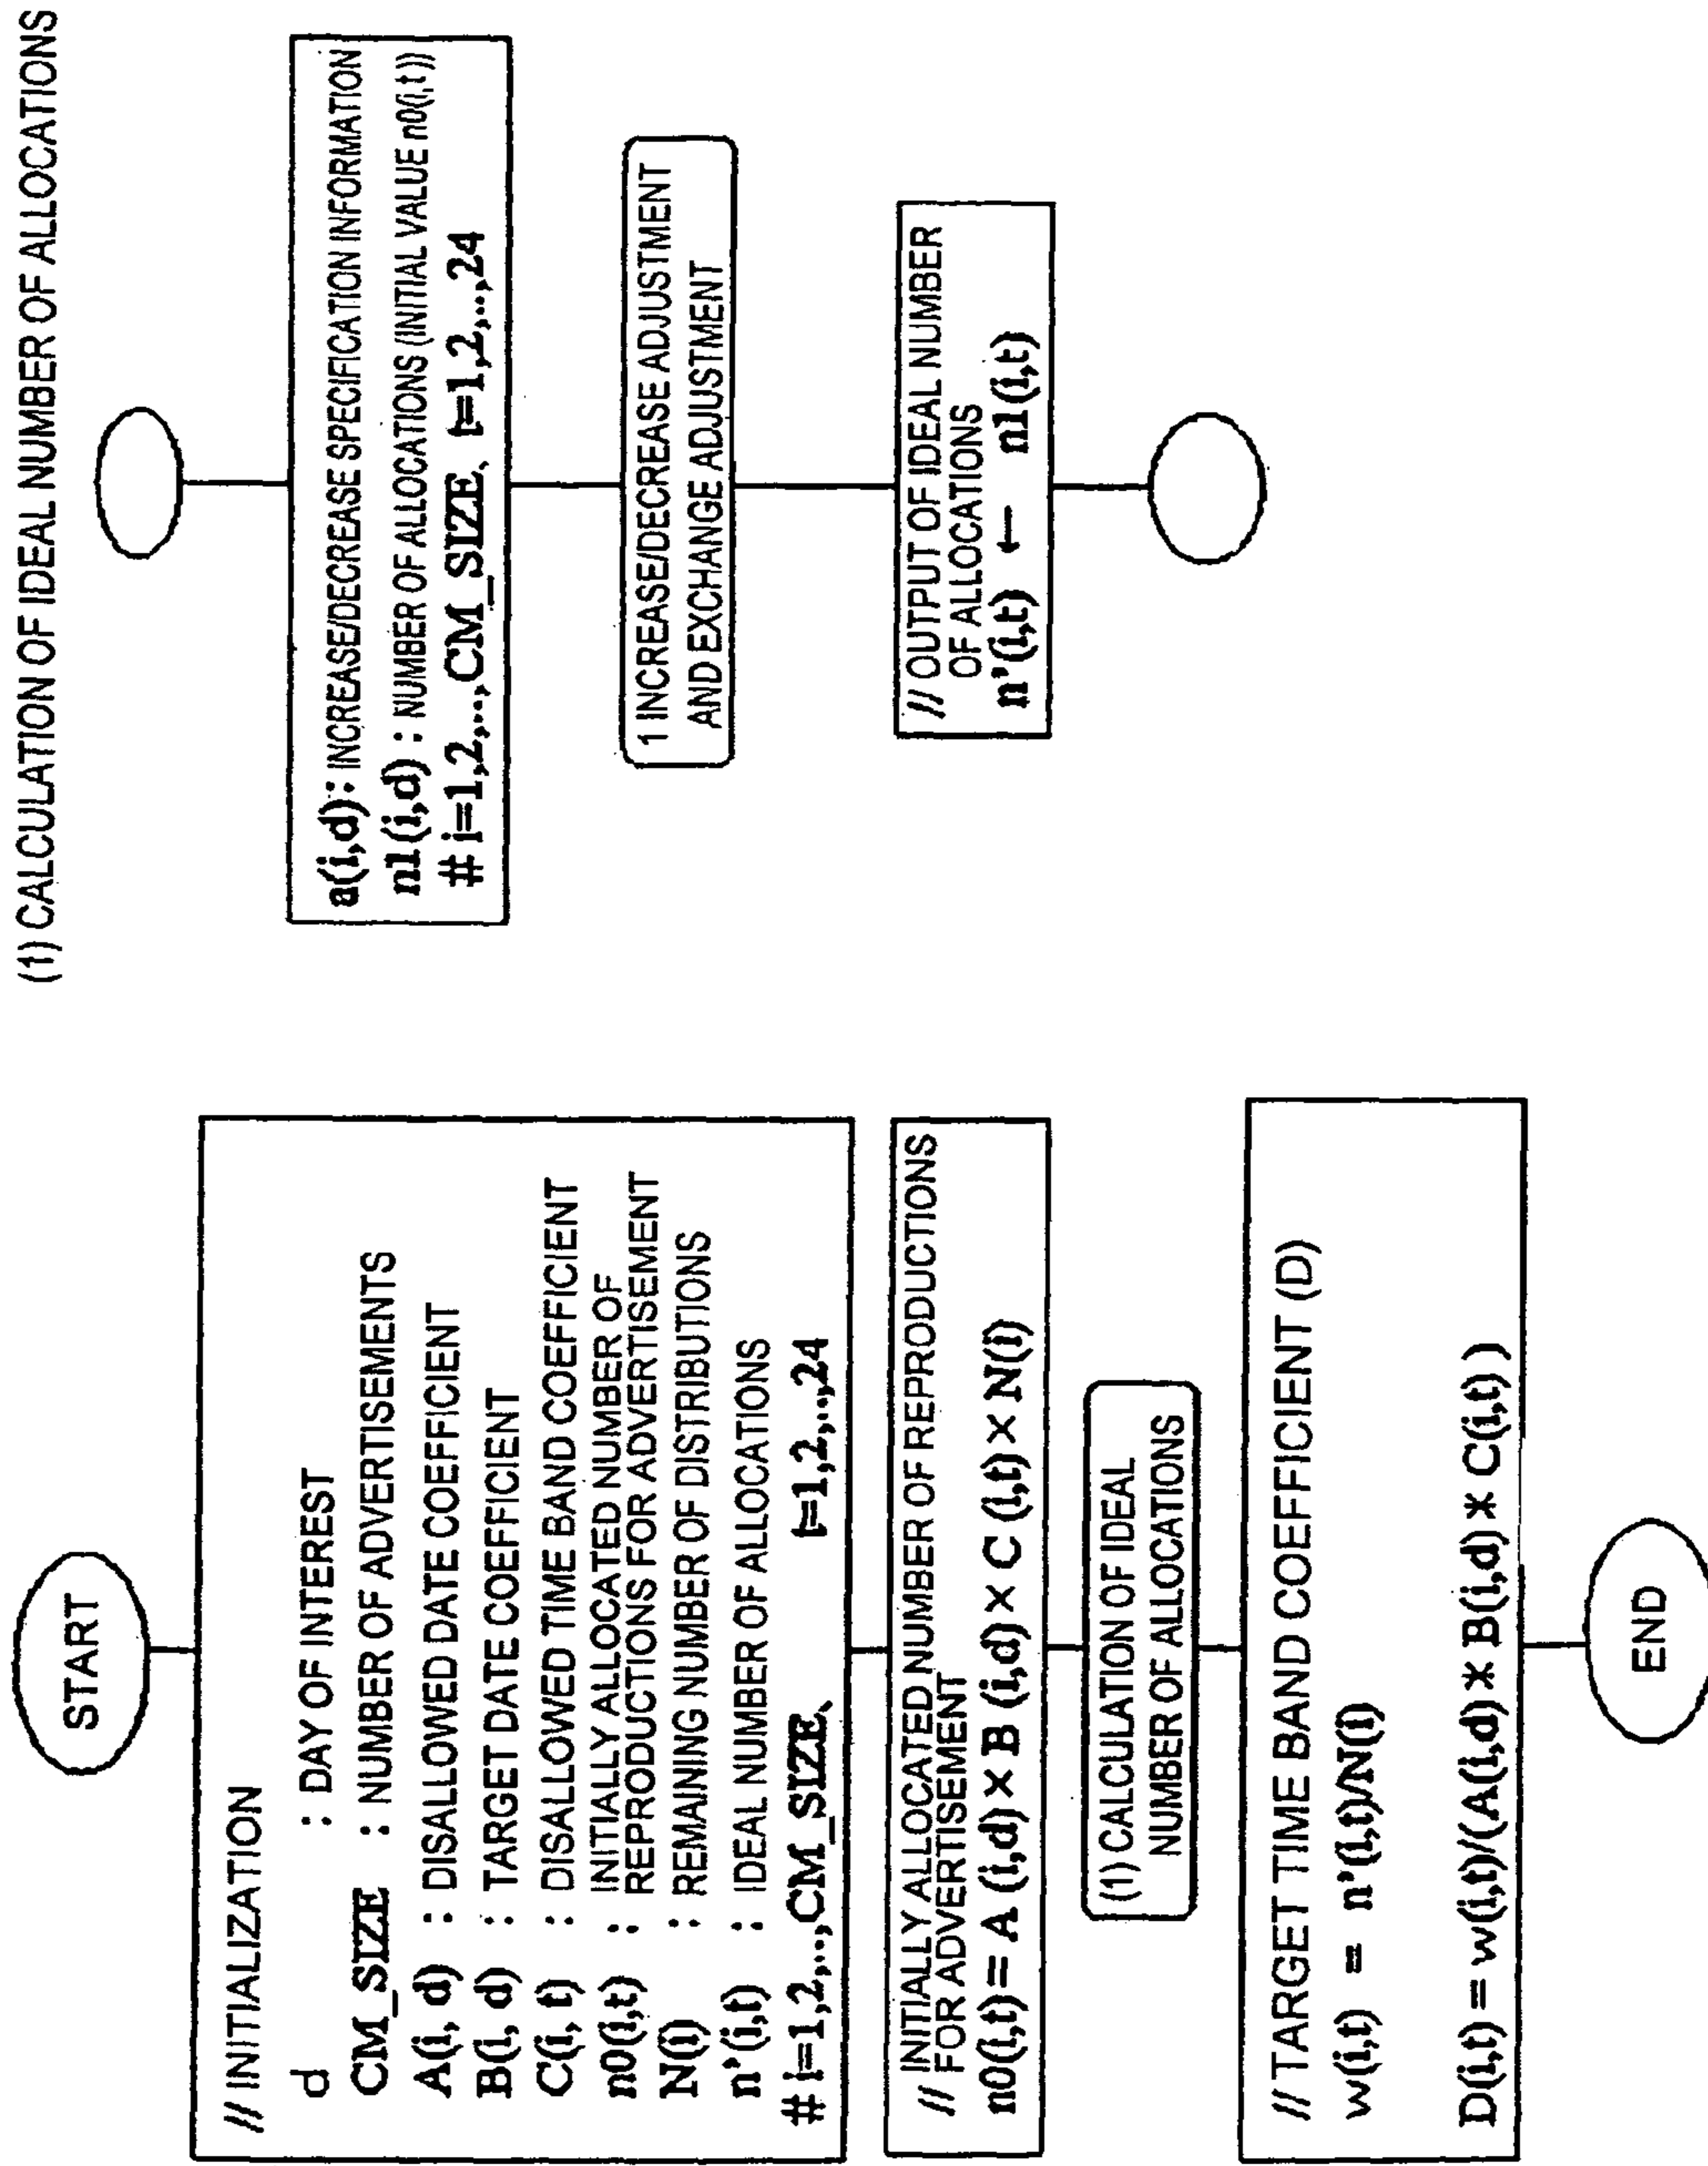 START
// INITIALIZATION
d : DAY OF INTEREST
CM_SIZE : NUMBER OF ADVERTISEMENTS
A(i, d) : DISALLOWED DATE COEFFICIENT
B(i, d) : TARGET DATE COEFFICIENT
C(i, t) : DISALLOWED TIME BAND COEFFICIENT
n0(i,t) : INITIALLY ALLOCATED NUMBER OF
REPRODUCTIONS FOR ADVERTISEMENT
N(i) : REMAINING NUMBER OF DISTRIBUTIONS
n'(i,t) : IDEAL NUMBER OF ALLOCATIONS
# i=1,2,..,CM_SIZE、 t=1,2,..,24
// INITIALLY ALLOCATED NUMBER OF REPRODUCTIONS
FOR ADVERTISEMENT
n0(i,t) = A (i,d) × B (i,d) × C (i,t) × N(i)
(1) CALCULATION OF IDEAL
NUMBER OF ALLOCATIONS
// TARGET TIME BAND COEFFICIENT (D)
w(i,t) = n'(i,t)/N(i)
D(i,t) = w(i,t)/(A(i,d) * B(i,d) * C(i,t) )
END
(1) CALCULATION OF IDEAL NUMBER OF ALLOCATIONS
a(i,d) : INCREASE/DECREASE SPECIFICATION INFORMATION
n1(i,d) : NUMBER OF ALLOCATIONS (INITIAL VALUE n0(i,t))
# i=1,2,..,CM_SIZE、 t=1,2,..,24
1 INCREASE/DECREASE ADJUSTMENT
AND EXCHANGE ADJUSTMENT
// OUTPUT OF IDEAL NUMBER
OF ALLOCATIONS
n'(i,t) ← n1(i,t)